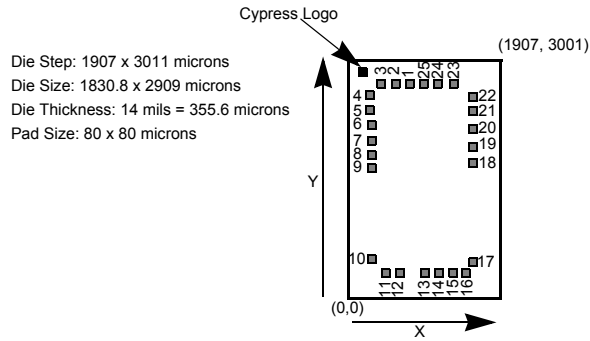 Cypress Logo
(1907, 3001)
Die Step: 1907 x 3011 microns
Die Size: 1830.8 x 2909 microns
Die Thickness: 14 mils = 355.6 microns
Pad Size: 80 x 80 microns
3 2 1 25 24 23
4 22
5 21
6 20
7 19
8 18
9
Y
10 17
11 12 13 14 15 16
(0,0)
X